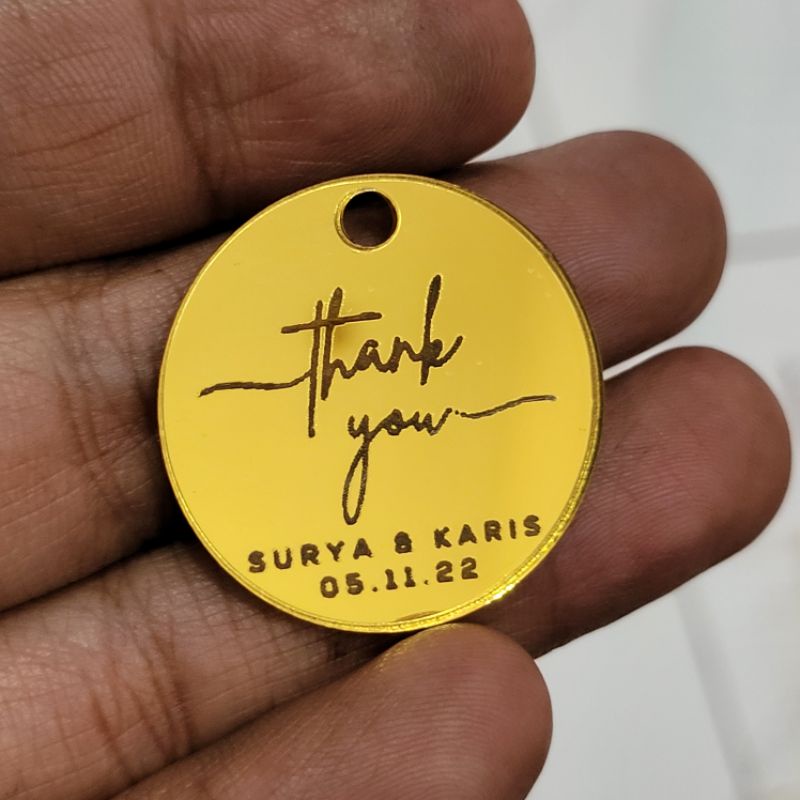 thank
you
SURYA & KARIS
05.11.22